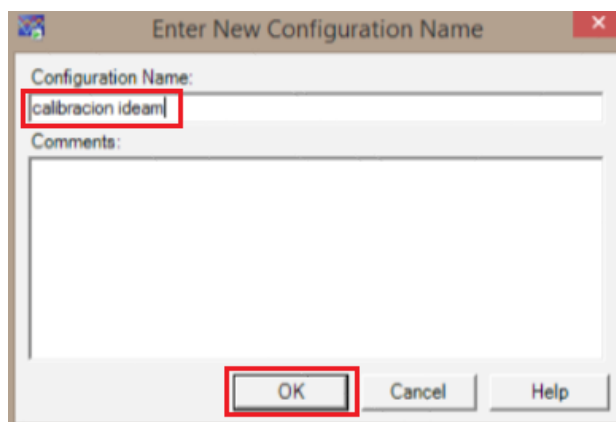 Enter New Configuration Name
Configuration Name:
calibracion ideam
Comments:
OK Cancel Help